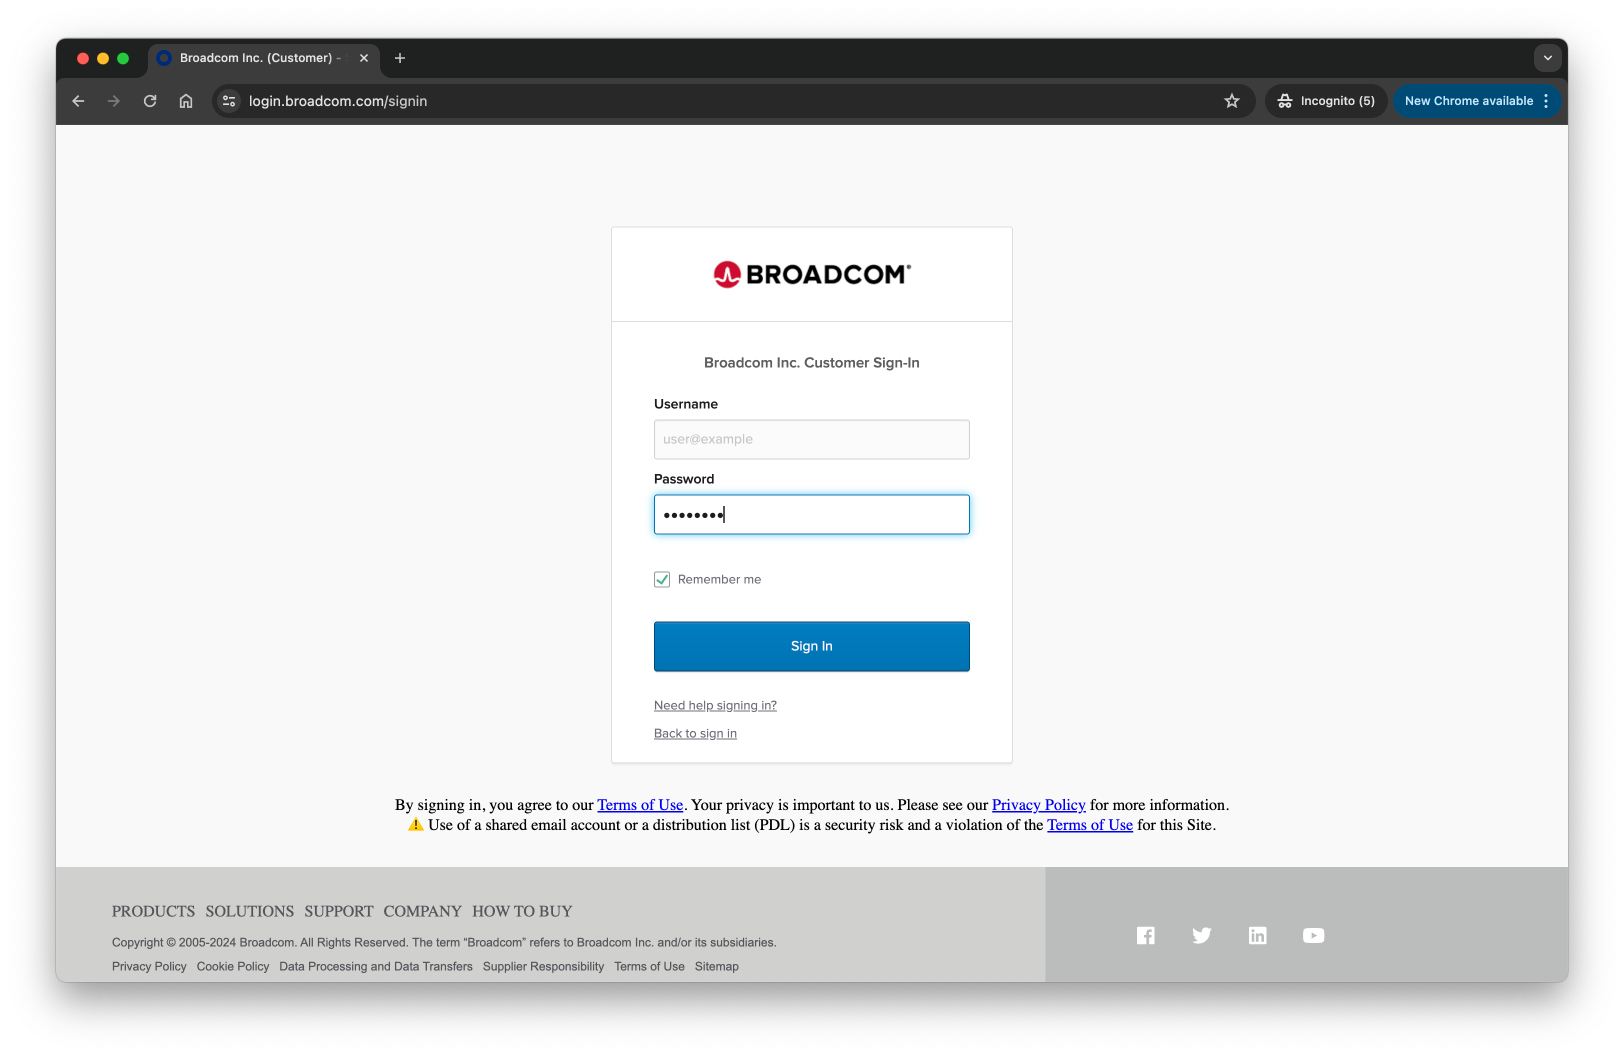 Broadcom Inc. (Customer) -
login.broadcom.com/signin
Incognito (5)
New Chrome available
BROADCOM®
Broadcom Inc. Customer Sign-In
Username
user@example
Password
••••••••
Remember me
Sign In
Need help signing in?
Back to sign in
By signing in, you agree to our Terms of Use. Your privacy is important to us. Please see our Privacy Policy for more information.
⚠ Use of a shared email account or a distribution list (PDL) is a security risk and a violation of the Terms of Use for this Site.
PRODUCTS SOLUTIONS SUPPORT COMPANY HOW TO BUY
Copyright © 2005-2024 Broadcom. All Rights Reserved. The term “Broadcom” refers to Broadcom Inc. and/or its subsidiaries.
Privacy Policy Cookie Policy Data Processing and Data Transfers Supplier Responsibility Terms of Use Sitemap